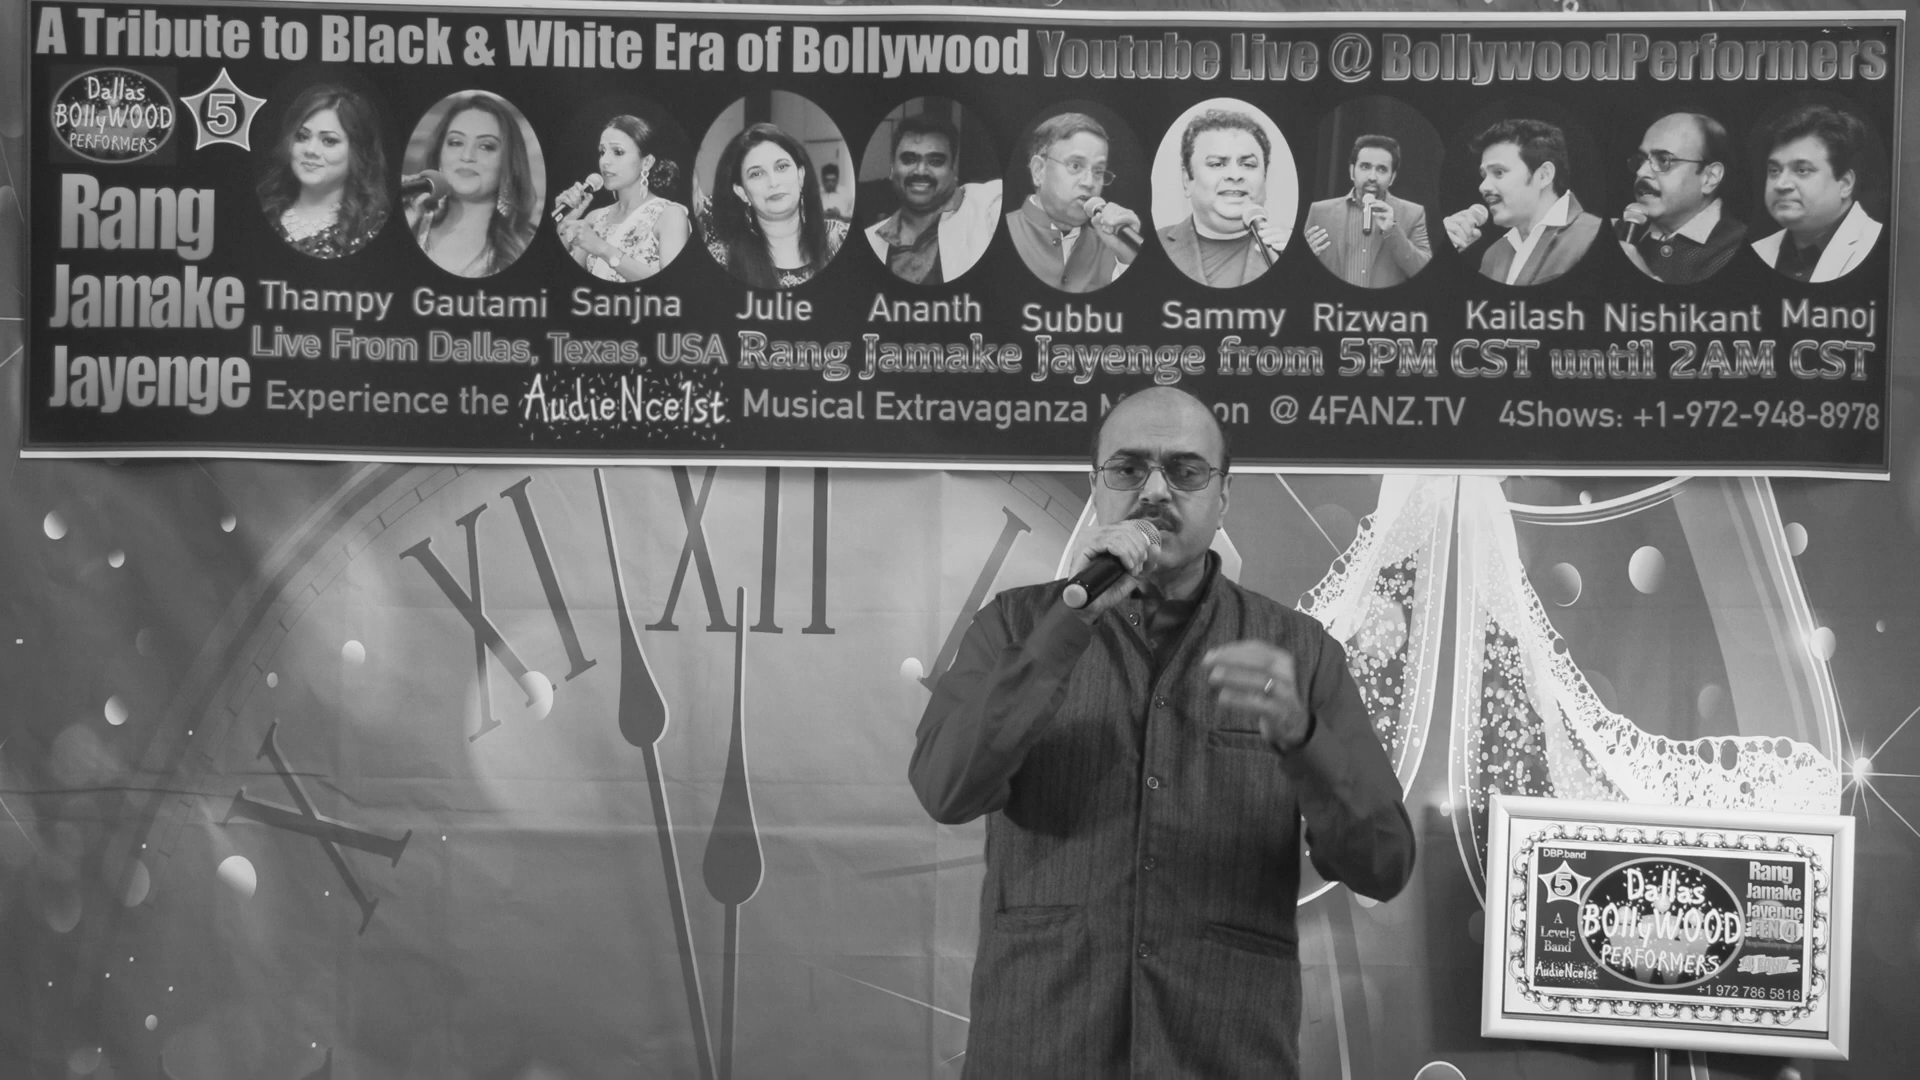 A Tribute to Black & White Era of Bollywood Youtube Live @ BollywoodPerformers
Dallas
BOllyWOOD
PERFORMERS
5
Rang
Jamake
Jayenge
Thampy Gautami Sanjna Julie Ananth Subbu Sammy Rizwan Kailash Nishikant Manoj
Live From Dallas, Texas, USA Rang Jamake Jayenge from 5PM CST until 2AM CST
Experience the AudieNce1st Musical Extravaganza on @ 4FANZ.TV 4Shows: +1-972-948-8978
X
XI
XII
I
DBP.band
5
A
Level5
Band
AudieNce1st
Dallas
BOllyWOOD
PERFORMERS
Rang
Jamake
Jayenge
+1 972 786 5818